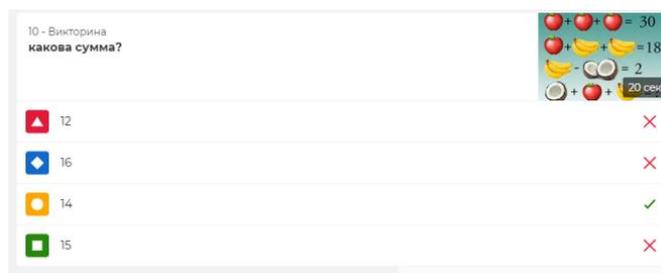 10 - Викторина
какова сумма?
+ + = 30
+ + =18
- = 2
+ +
20 сек
12
16
14
15